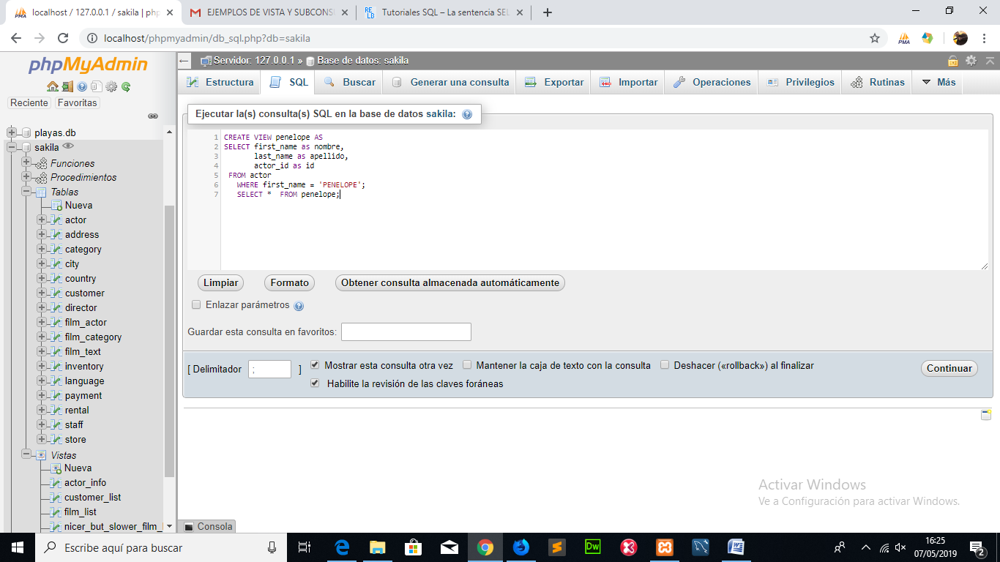 localhost / 127.0.0.1 / sakila | php
EJEMPLOS DE VISTA Y SUBCONS
Tutoriales SQL – La sentencia SEL
localhost/phpmyadmin/db_sql.php?db=sakila
PMA
phpMyAdmin
Reciente
Favoritas
playas.db
sakila
Funciones
Procedimientos
Tablas
Nueva
actor
address
category
city
country
customer
director
film_actor
film_category
film_text
inventory
language
payment
rental
staff
store
Vistas
Nueva
actor_info
customer_list
film_list
nicer_but_slower_film_
Servidor: 127.0.0.1 » Base de datos: sakila
Estructura
SQL
Buscar
Generar una consulta
Exportar
Importar
Operaciones
Privilegios
Rutinas
Más
Ejecutar la(s) consulta(s) SQL en la base de datos sakila:
1 CREATE VIEW penelope AS
2 SELECT first_name as nombre,
3 last_name as apellido,
4 actor_id as id
5 FROM actor
6 WHERE first_name = 'PENELOPE';
7 SELECT * FROM penelope;
Limpiar
Formato
Obtener consulta almacenada automáticamente
Enlazar parámetros
Guardar esta consulta en favoritos:
[ Delimitador ; ]
Mostrar esta consulta otra vez
Mantener la caja de texto con la consulta
Deshacer («rollback») al finalizar
Habilite la revisión de las claves foráneas
Continuar
Activar Windows
Ve a Configuración para activar Windows.
Consola
Escribe aquí para buscar
Dw
16:25
07/05/2019
2